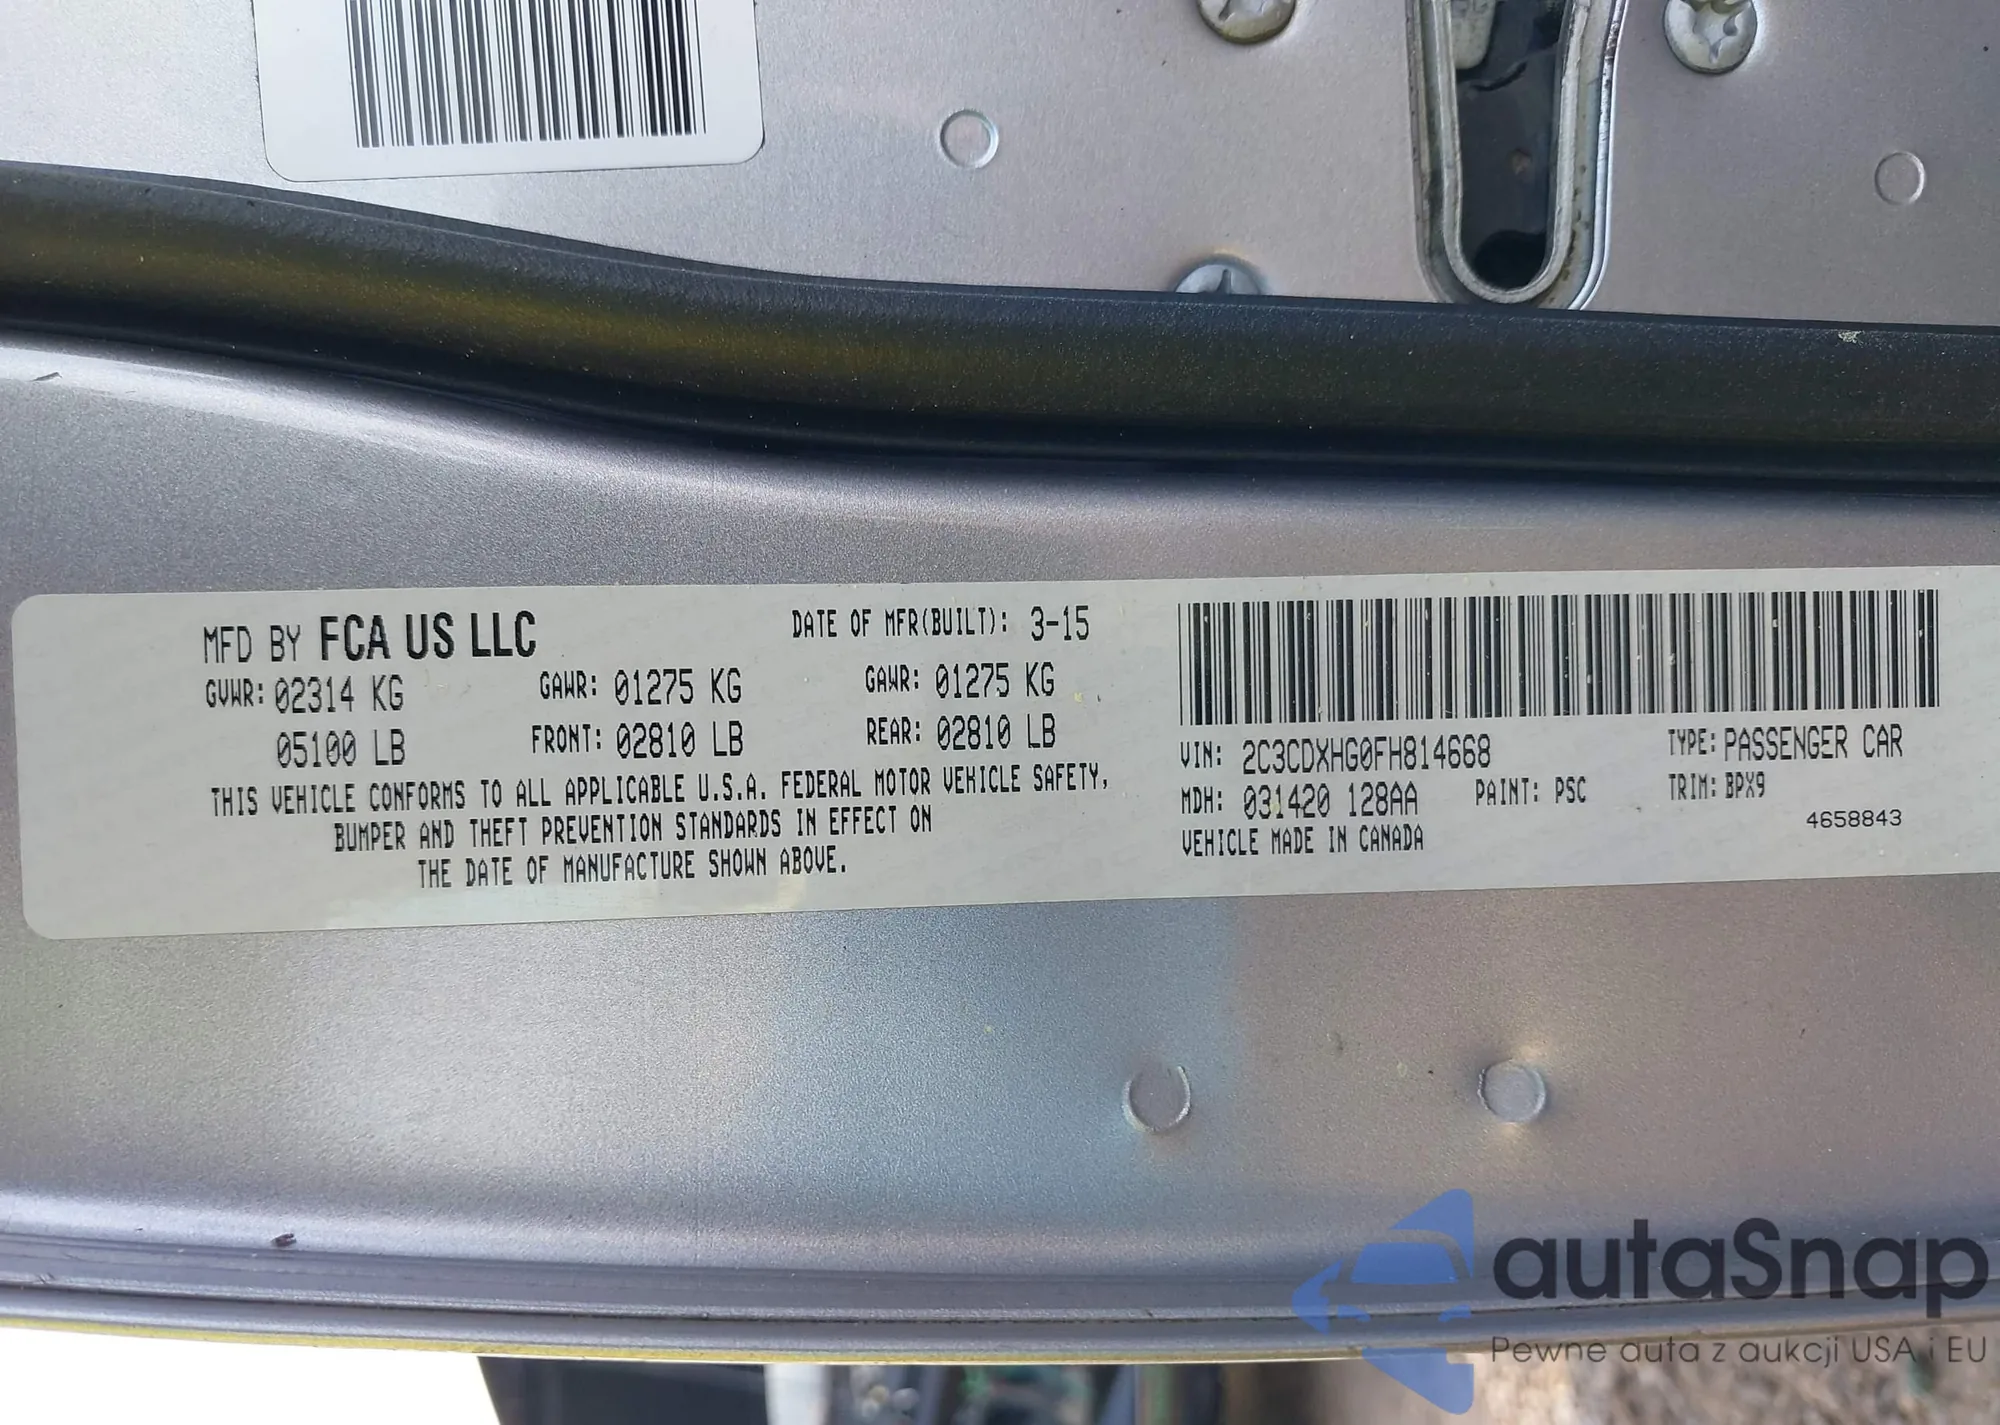 MFD BY FCA US LLC DATE OF MFR(BUILT): 3-15
GVWR: 02314 KG GAWR: 01275 KG GAWR: 01275 KG
05100 LB FRONT: 02810 LB REAR: 02810 LB
THIS VEHICLE CONFORMS TO ALL APPLICABLE U.S.A. FEDERAL MOTOR VEHICLE SAFETY,
BUMPER AND THEFT PREVENTION STANDARDS IN EFFECT ON
THE DATE OF MANUFACTURE SHOWN ABOVE.
VIN: 2C3CDXHG0FH814668 TYPE: PASSENGER CAR
MDH: 031420 128AA PAINT: PSC TRIM: BPX9
VEHICLE MADE IN CANADA 4658843
autaSnap
Pewne auta z aukcji USA i EU